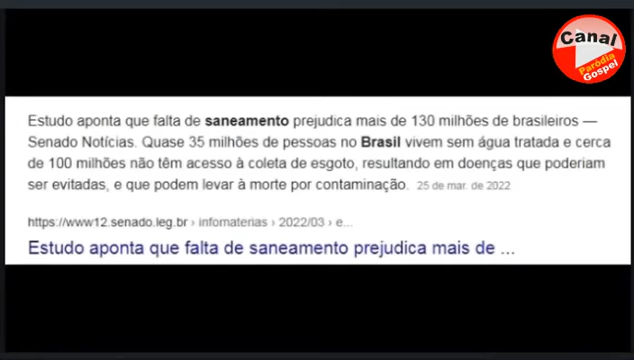 Canal
Paródia
Gospel
Estudo aponta que falta de saneamento prejudica mais de 130 milhões de brasileiros —
Senado Notícias. Quase 35 milhões de pessoas no Brasil vivem sem água tratada e cerca
de 100 milhões não têm acesso à coleta de esgoto, resultando em doenças que poderiam
ser evitadas, e que podem levar à morte por contaminação. 25 de mar. de 2022
https://www12.senado.leg.br › infomaterias › 2022/03 › e...
Estudo aponta que falta de saneamento prejudica mais de ...